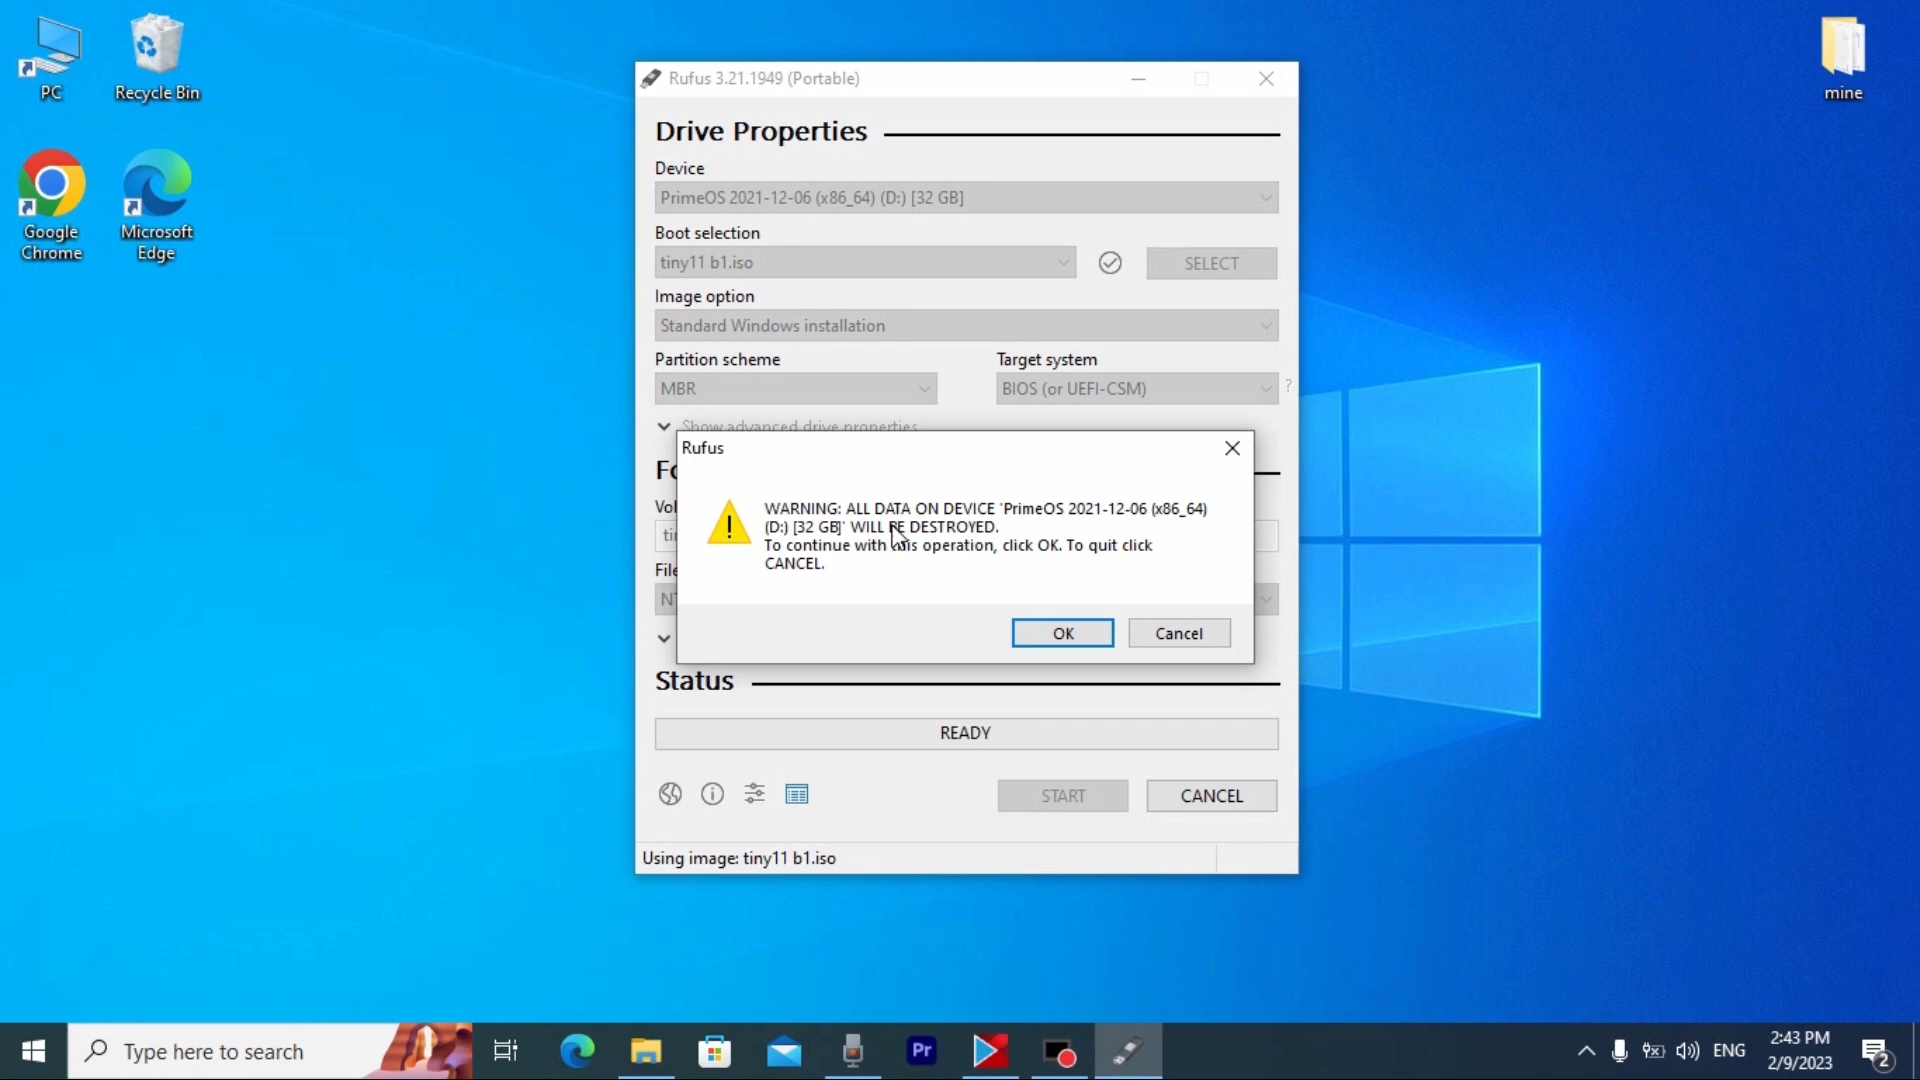 PC
Recycle Bin
Google
Chrome
Microsoft
Edge
mine
Rufus 3.21.1949 (Portable)
Drive Properties
Device
PrimeOS 2021-12-06 (x86_64) (D:) [32 GB]
Boot selection
tiny11 b1.iso
SELECT
Image option
Standard Windows installation
Partition scheme
Target system
MBR
BIOS (or UEFI-CSM)
?
Show advanced drive properties
Rufus
WARNING: ALL DATA ON DEVICE 'PrimeOS 2021-12-06 (x86_64)
(D:) [32 GB]' WILL BE DESTROYED.
To continue with this operation, click OK. To quit click
CANCEL.
OK
Cancel
Status
READY
START
CANCEL
Using image: tiny11 b1.iso
Type here to search
Pr
ENG
2:43 PM
2/9/2023
2